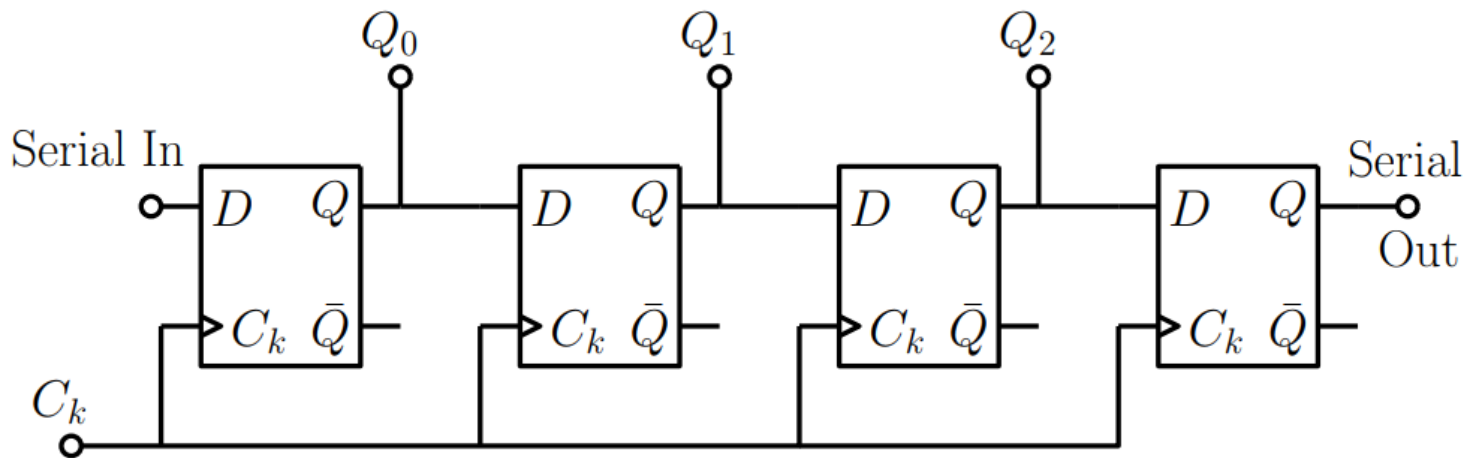 Q₀ Q₁ Q₂
Serial In
Serial
D Q D Q D Q D Q
Out
Cₖ Q̄ Cₖ Q̄ Cₖ Q̄ Cₖ Q̄
Cₖ